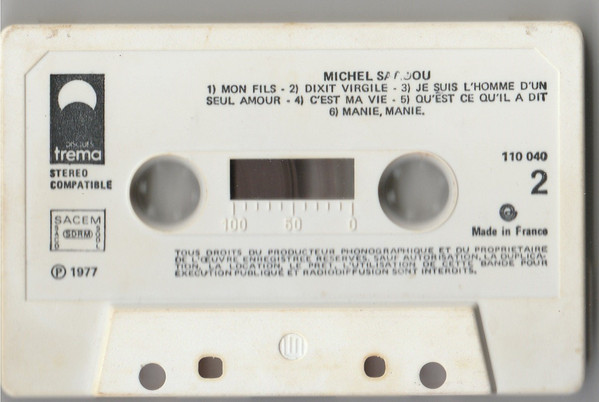 MICHEL
1) MON FILS - 2) DIXIT VIRGILE - 3) JE SUIS L'HOMME D'UN
SEUL AMOUR - 4) C'EST MA VIE - 5) QU'EST CE QU'IL A DIT
6) MANIE, MANIE.
trema
STEREO
COMPATIBLE
110 040
2
SACEM
SDRM
Made in France
100 50 0
℗ 1977
TOUS DROITS DU PRODUCTEUR PHONOGRAPHIQUE ET DU PROPRIETAIRE
DE L'ŒUVRE ENREGISTREE RESERVES. SAUF AUTORISATION, LA DUPLICA-
TION, LA LOCATION, LE PRET, L'UTILISATION DE CETTE BANDE POUR
EXECUTION PUBLIQUE ET RADIODIFFUSION SONT INTERDITS.